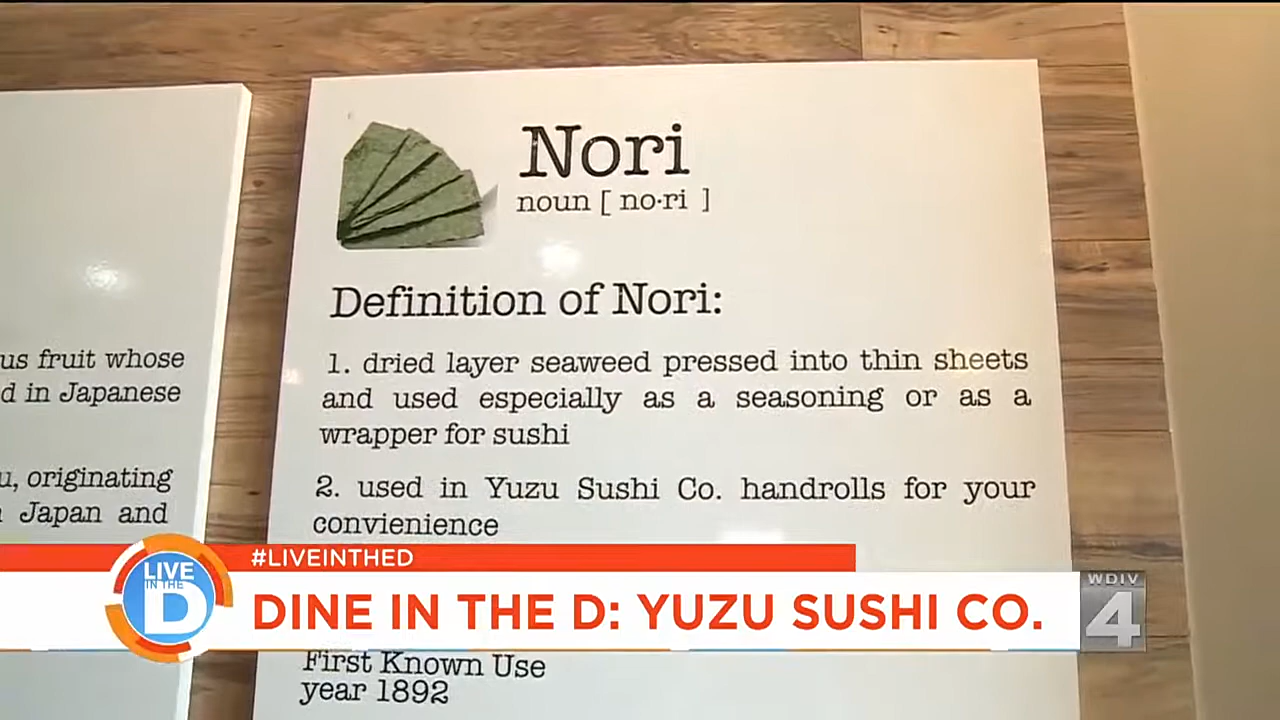 Nori
noun [ no·ri ]
Definition of Nori:
1. dried layer seaweed pressed into thin sheets
and used especially as a seasoning or as a
wrapper for sushi
2. used in Yuzu Sushi Co. handrolls for your
convienience
First Known Use
year 1892
us fruit whose
d in Japanese
u, originating
Japan and
#LIVEINTHED
LIVE
IN THE
D
DINE IN THE D: YUZU SUSHI CO.
WDIV
4